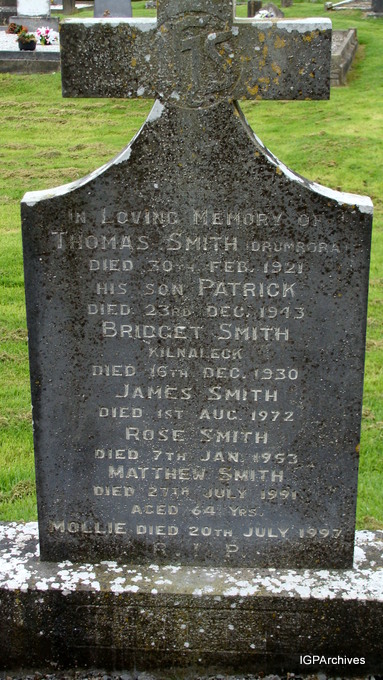 IN LOVING MEMORY OF
THOMAS SMITH (DRUMRORA)
DIED 30TH FEB. 1921
HIS SON PATRICK
DIED 23RD DEC. 1943
BRIDGET SMITH
KILNALECK
DIED 16TH DEC. 1930
JAMES SMITH
DIED 1ST AUG 1972
ROSE SMITH
DIED 7TH JAN. 1953
MATTHEW SMITH
DIED 27TH JULY 1991
AGED 64 YRS.
MOLLIE DIED 20TH JULY 1997
R.I.P.
IGPArchives